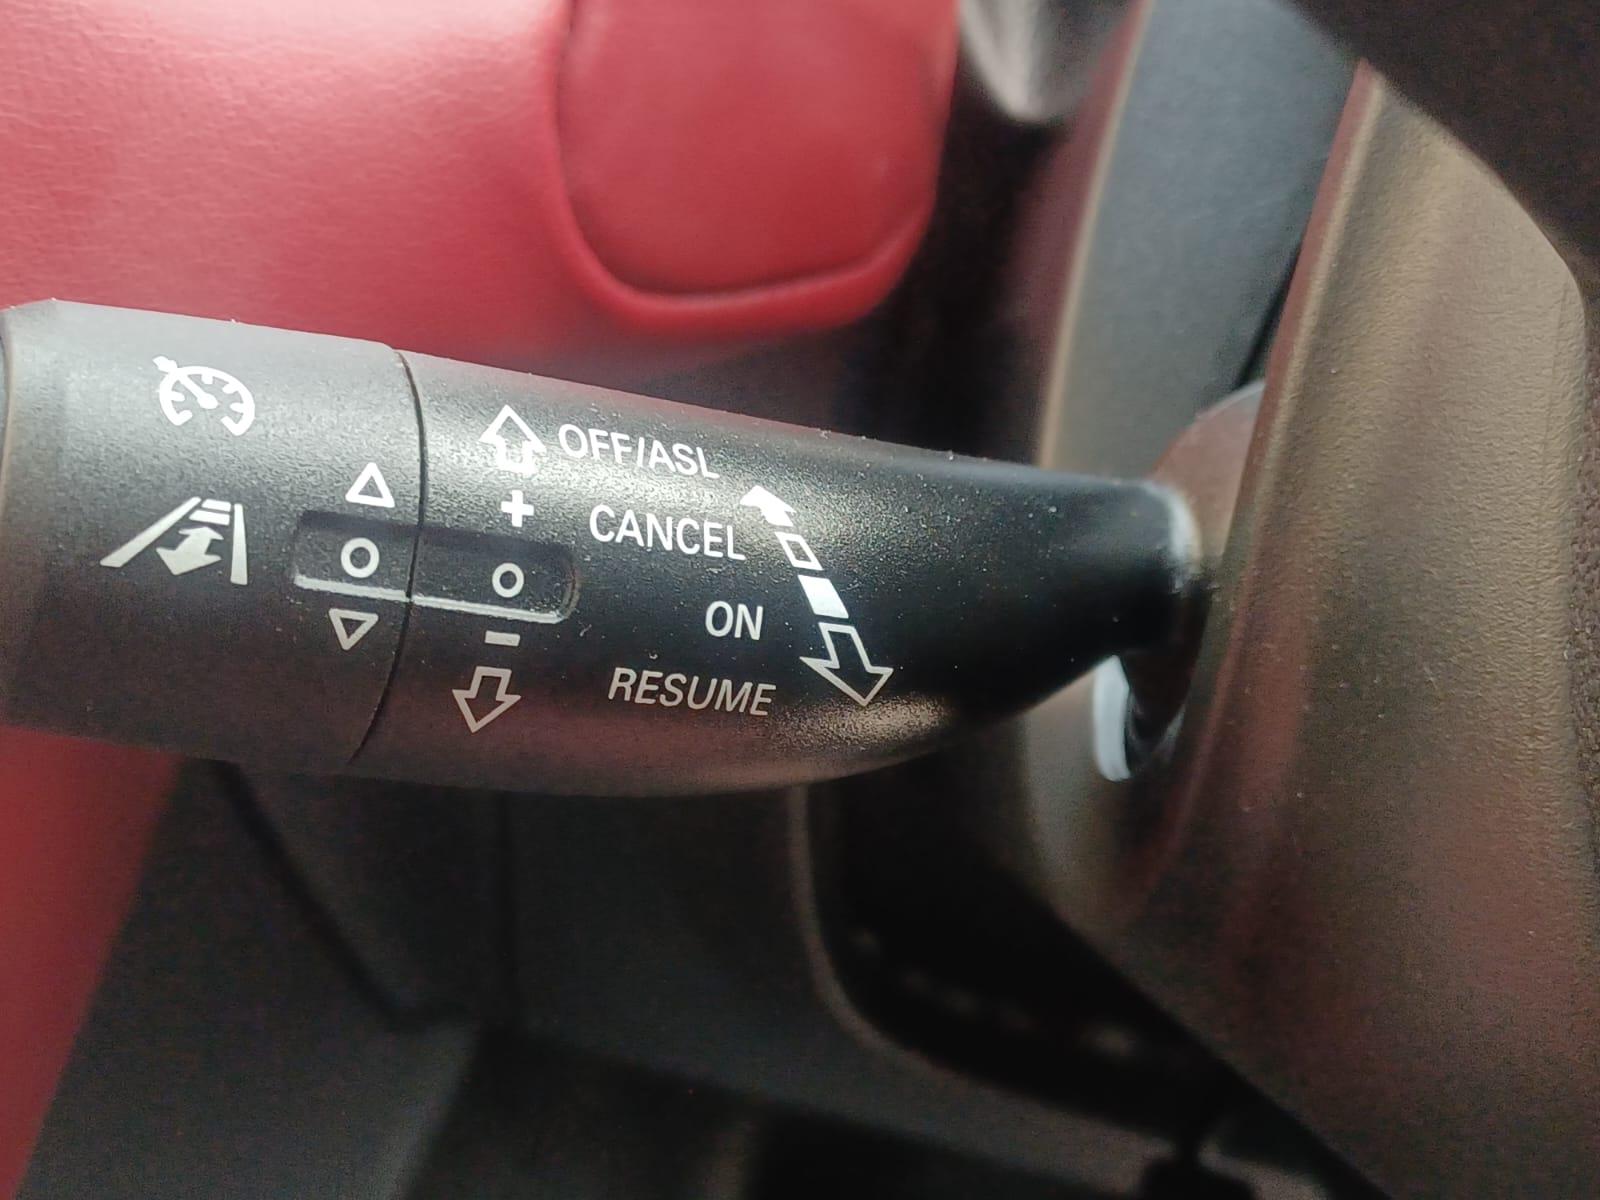 OFF/ASL
+
CANCEL
O O
ON
−
RESUME